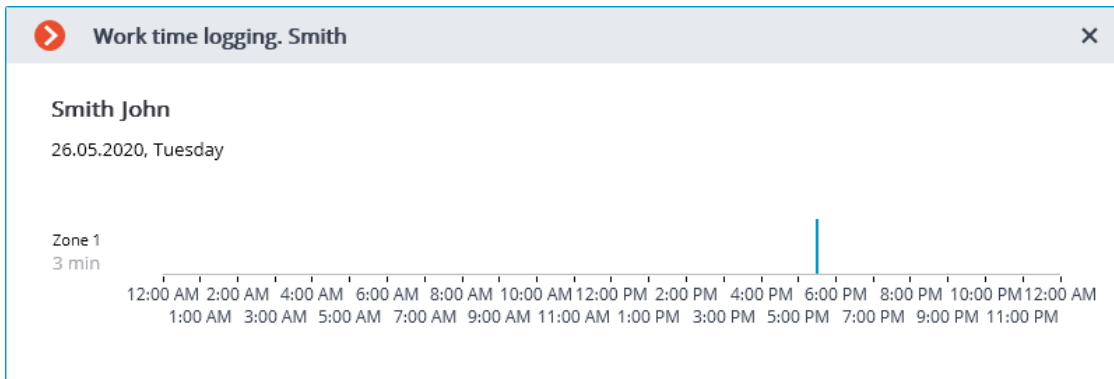 Work time logging. Smith
Smith John
26.05.2020, Tuesday
Zone 1
3 min
12:00 AM 2:00 AM 4:00 AM 6:00 AM 8:00 AM 10:00 AM 12:00 PM 2:00 PM 4:00 PM 6:00 PM 8:00 PM 10:00 PM 12:00 AM
1:00 AM 3:00 AM 5:00 AM 7:00 AM 9:00 AM 11:00 AM 1:00 PM 3:00 PM 5:00 PM 7:00 PM 9:00 PM 11:00 PM